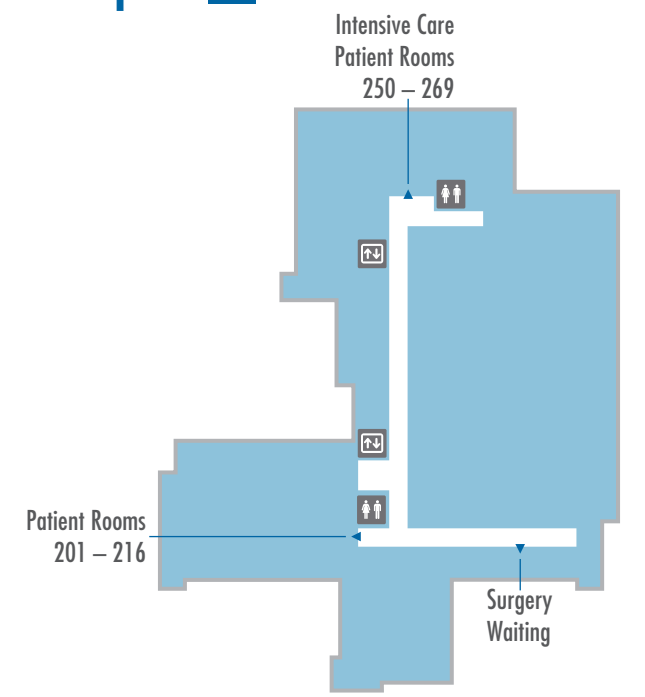 Intensive Care
Patient Rooms
250 – 269
Patient Rooms
201 – 216
Surgery
Waiting